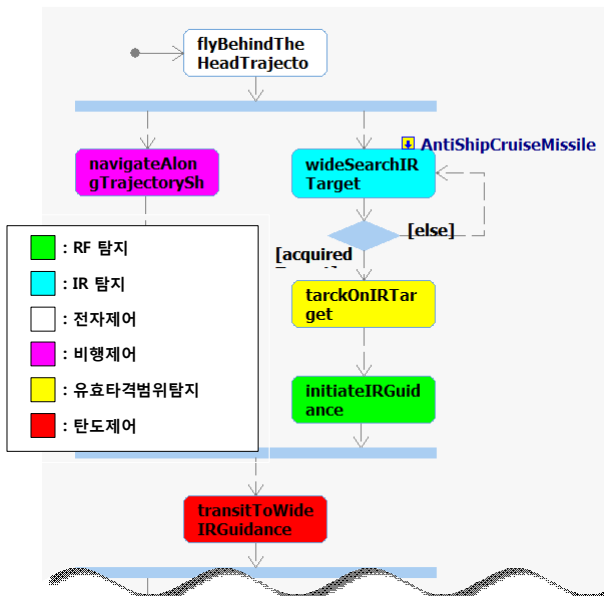 flyBehindThe
HeadTrajecto
AntiShipCruiseMissile
navigateAlon
gTrajectorySh
wideSearchIR
Target
[else]
[acquired
: RF 탐지
: IR 탐지
: 전자제어
: 비행제어
: 유효타격범위탐지
: 탄도제어
tarckOnIRTar
get
initiateIRGuid
ance
transitToWide
IRGuidance